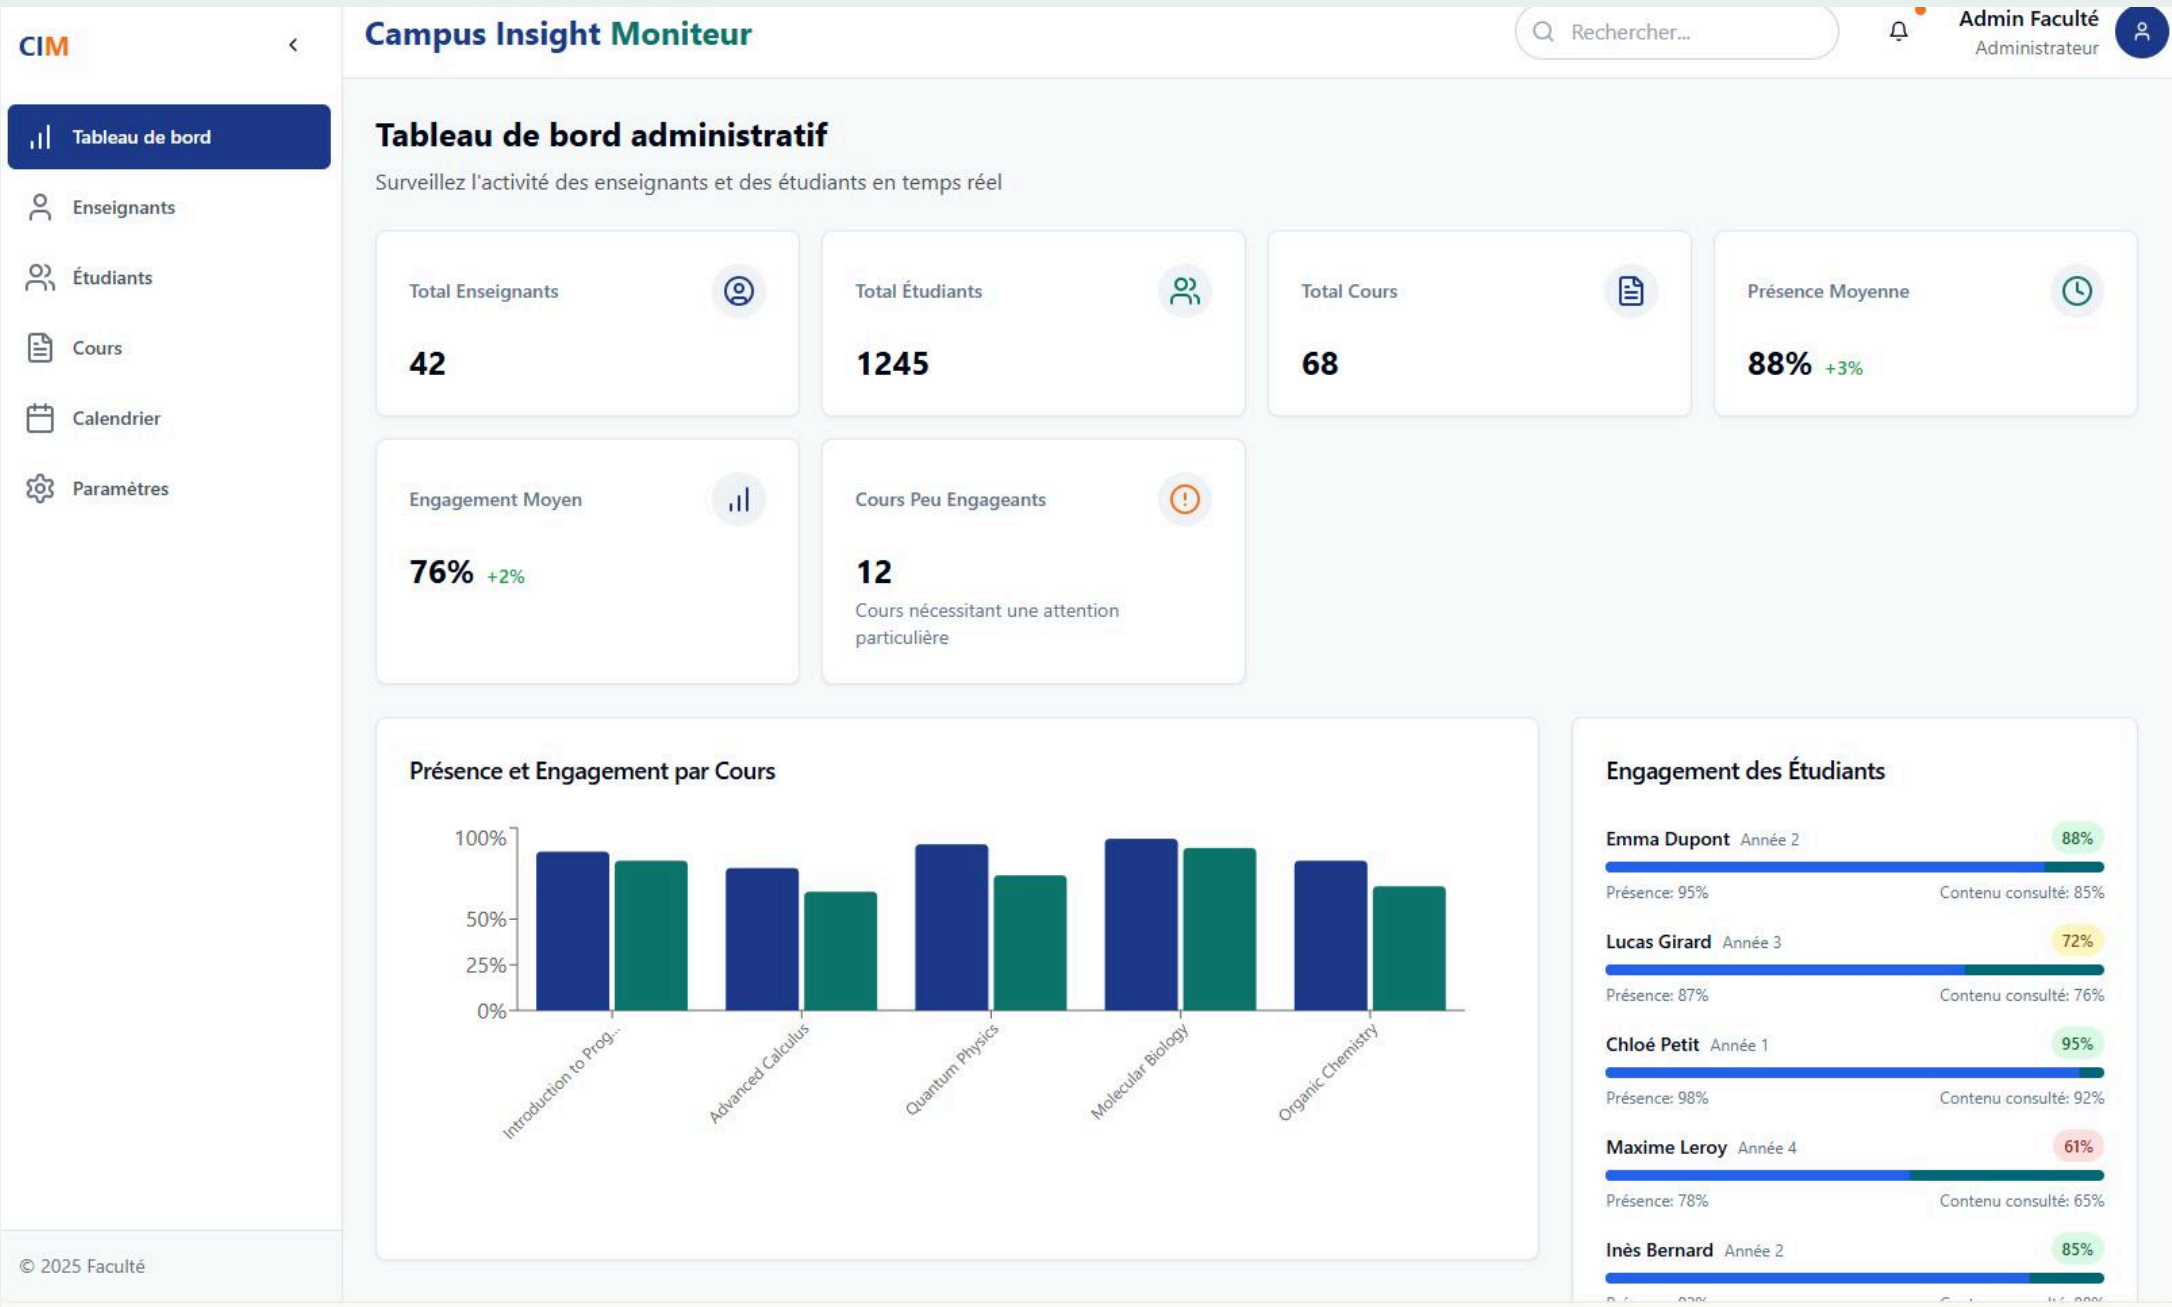 CIM
Tableau de bord
Enseignants
Étudiants
Cours
Calendrier
Paramètres
© 2025 Faculté
Campus Insight Moniteur
Rechercher...
Admin Faculté
Administrateur
Tableau de bord administratif
Surveillez l'activité des enseignants et des étudiants en temps réel
Total Enseignants
42
Total Étudiants
1245
Total Cours
68
Présence Moyenne
88% +3%
Engagement Moyen
76% +2%
Cours Peu Engageants
12
Cours nécessitant une attention
particulière
Présence et Engagement par Cours
100%
50%
25%
0%
Introduction to Prog...
Advanced Calculus
Quantum Physics
Molecular Biology
Organic Chemistry
Engagement des Étudiants
Emma Dupont Année 2 88%
Présence: 95% Contenu consulté: 85%
Lucas Girard Année 3 72%
Présence: 87% Contenu consulté: 76%
Chloé Petit Année 1 95%
Présence: 98% Contenu consulté: 92%
Maxime Leroy Année 4 61%
Présence: 78% Contenu consulté: 65%
Inès Bernard Année 2 85%